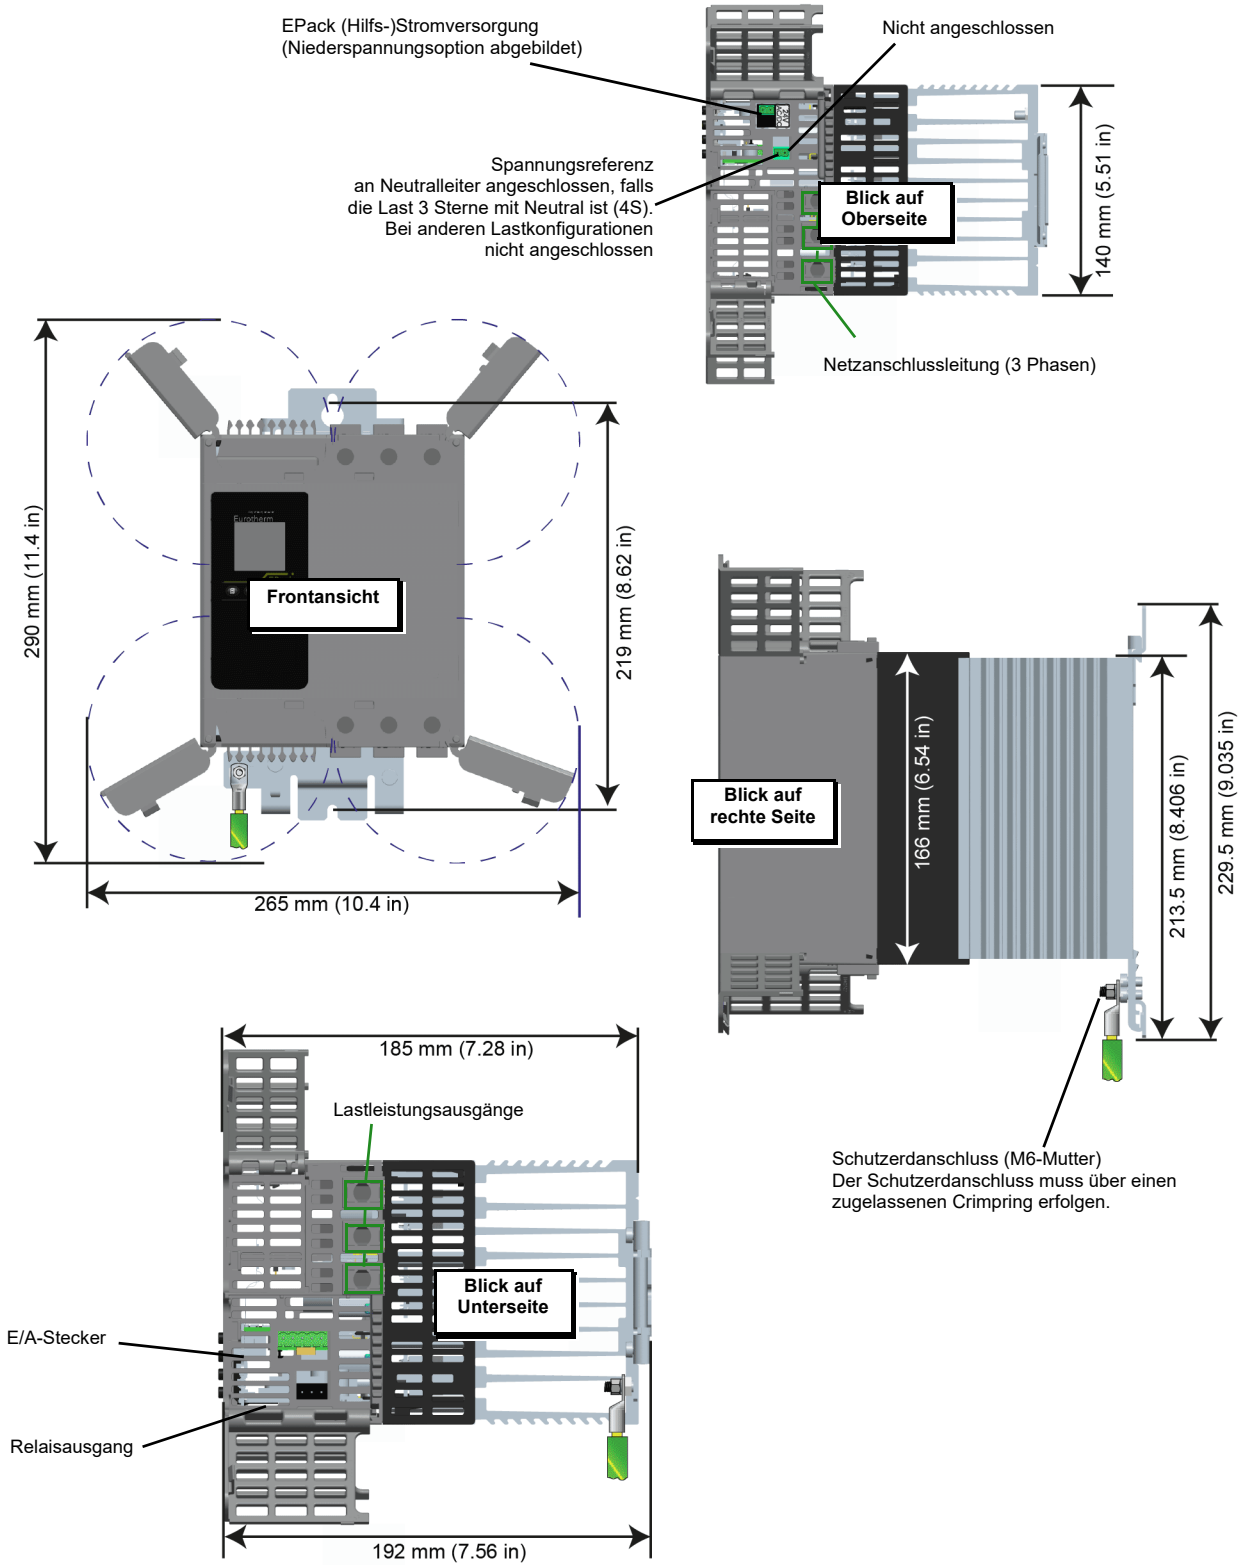 EPack (Hilfs-)Stromversorgung
(Niederspannungsoption abgebildet)
Nicht angeschlossen
Spannungsreferenz
an Neutralleiter angeschlossen, falls
die Last 3 Sterne mit Neutral ist (4S).
Bei anderen Lastkonfigurationen
nicht angeschlossen
Blick auf
Oberseite
140 mm (5.51 in)
Netzanschlussleitung (3 Phasen)
290 mm (11.4 in)
Eurotherm
Frontansicht
219 mm (8.62 in)
265 mm (10.4 in)
Blick auf
rechte Seite
166 mm (6.54 in)
213.5 mm (8.406 in)
229.5 mm (9.035 in)
Schutzerdanschluss (M6-Mutter)
Der Schutzerdanschluss muss über einen
zugelassenen Crimpring erfolgen.
185 mm (7.28 in)
Lastleistungsausgänge
Blick auf
Unterseite
E/A-Stecker
Relaisausgang
192 mm (7.56 in)